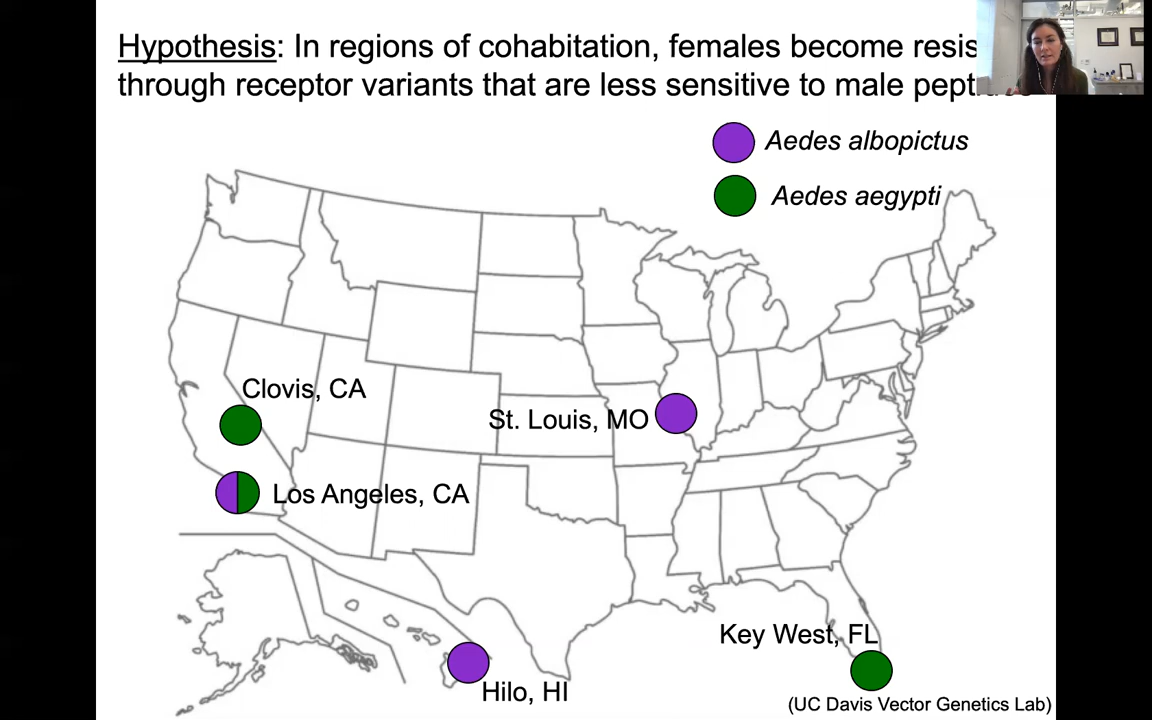 Hypothesis: In regions of cohabitation, females become
through receptor variants that are less sensitive to male
Aedes albopictus
Aedes aegypti
Clovis, CA
St. Louis, MO
Los Angeles, CA
Key West, FL
Hilo, HI
(UC Davis Vector Genetics Lab)